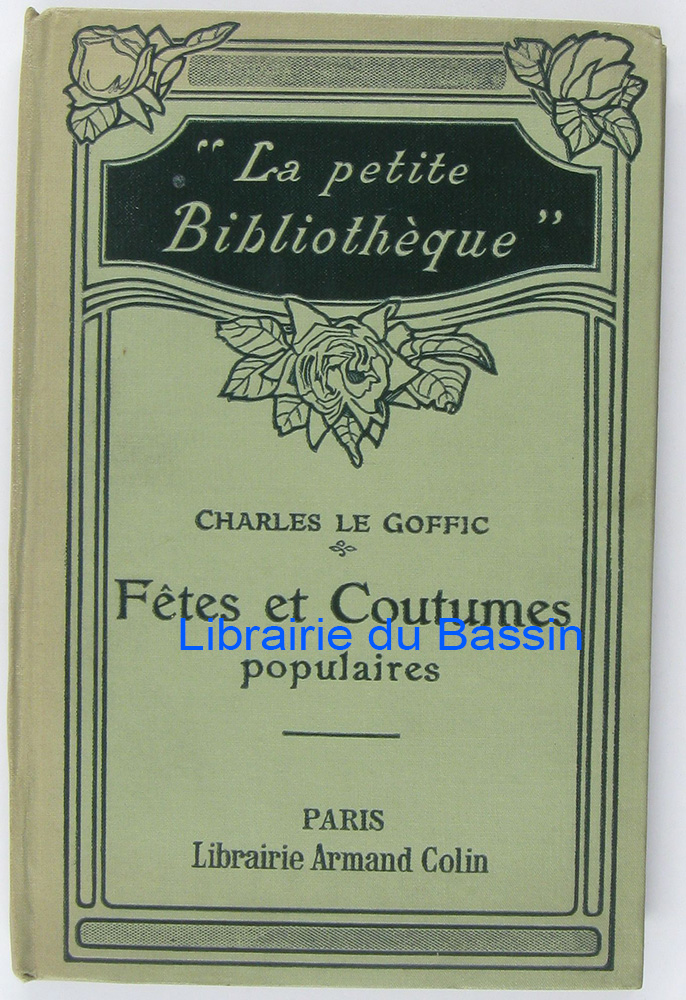 " La petite
Bibliothèque "
CHARLES LE GOFFIC
Fêtes et Coutumes
Librairie du Bassin
populaires
PARIS
Librairie Armand Colin